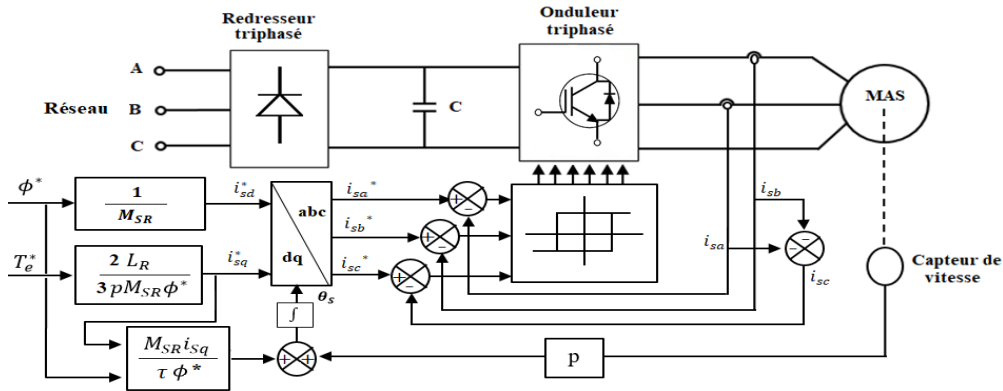 Redresseur
triphasé
Onduleur
triphasé
A
Réseau
B
C
C
MAS
ϕ*
1
M_SR
i*_sd
abc
dq
θ_s
i_sa*
i_sb*
i_sc*
+
−
+
−
+
−
i_sb
i_sa
−
−
i_sc
Capteur de
vitesse
T_e*
2 L_R
3 pM_SRϕ*
i*_sq
∫
M_SR i_Sq
τ ϕ*
+ +
p